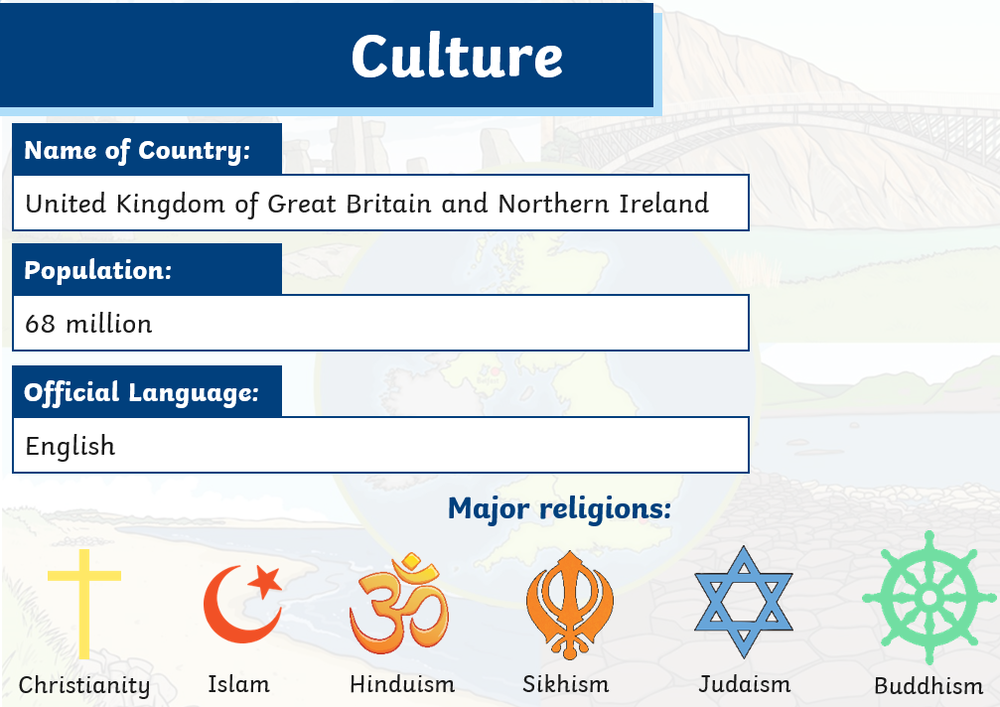 Culture
Name of Country:
United Kingdom of Great Britain and Northern Ireland
Population:
68 million
Official Language:
English
Major religions:
Christianity Islam Hinduism Sikhism Judaism Buddhism